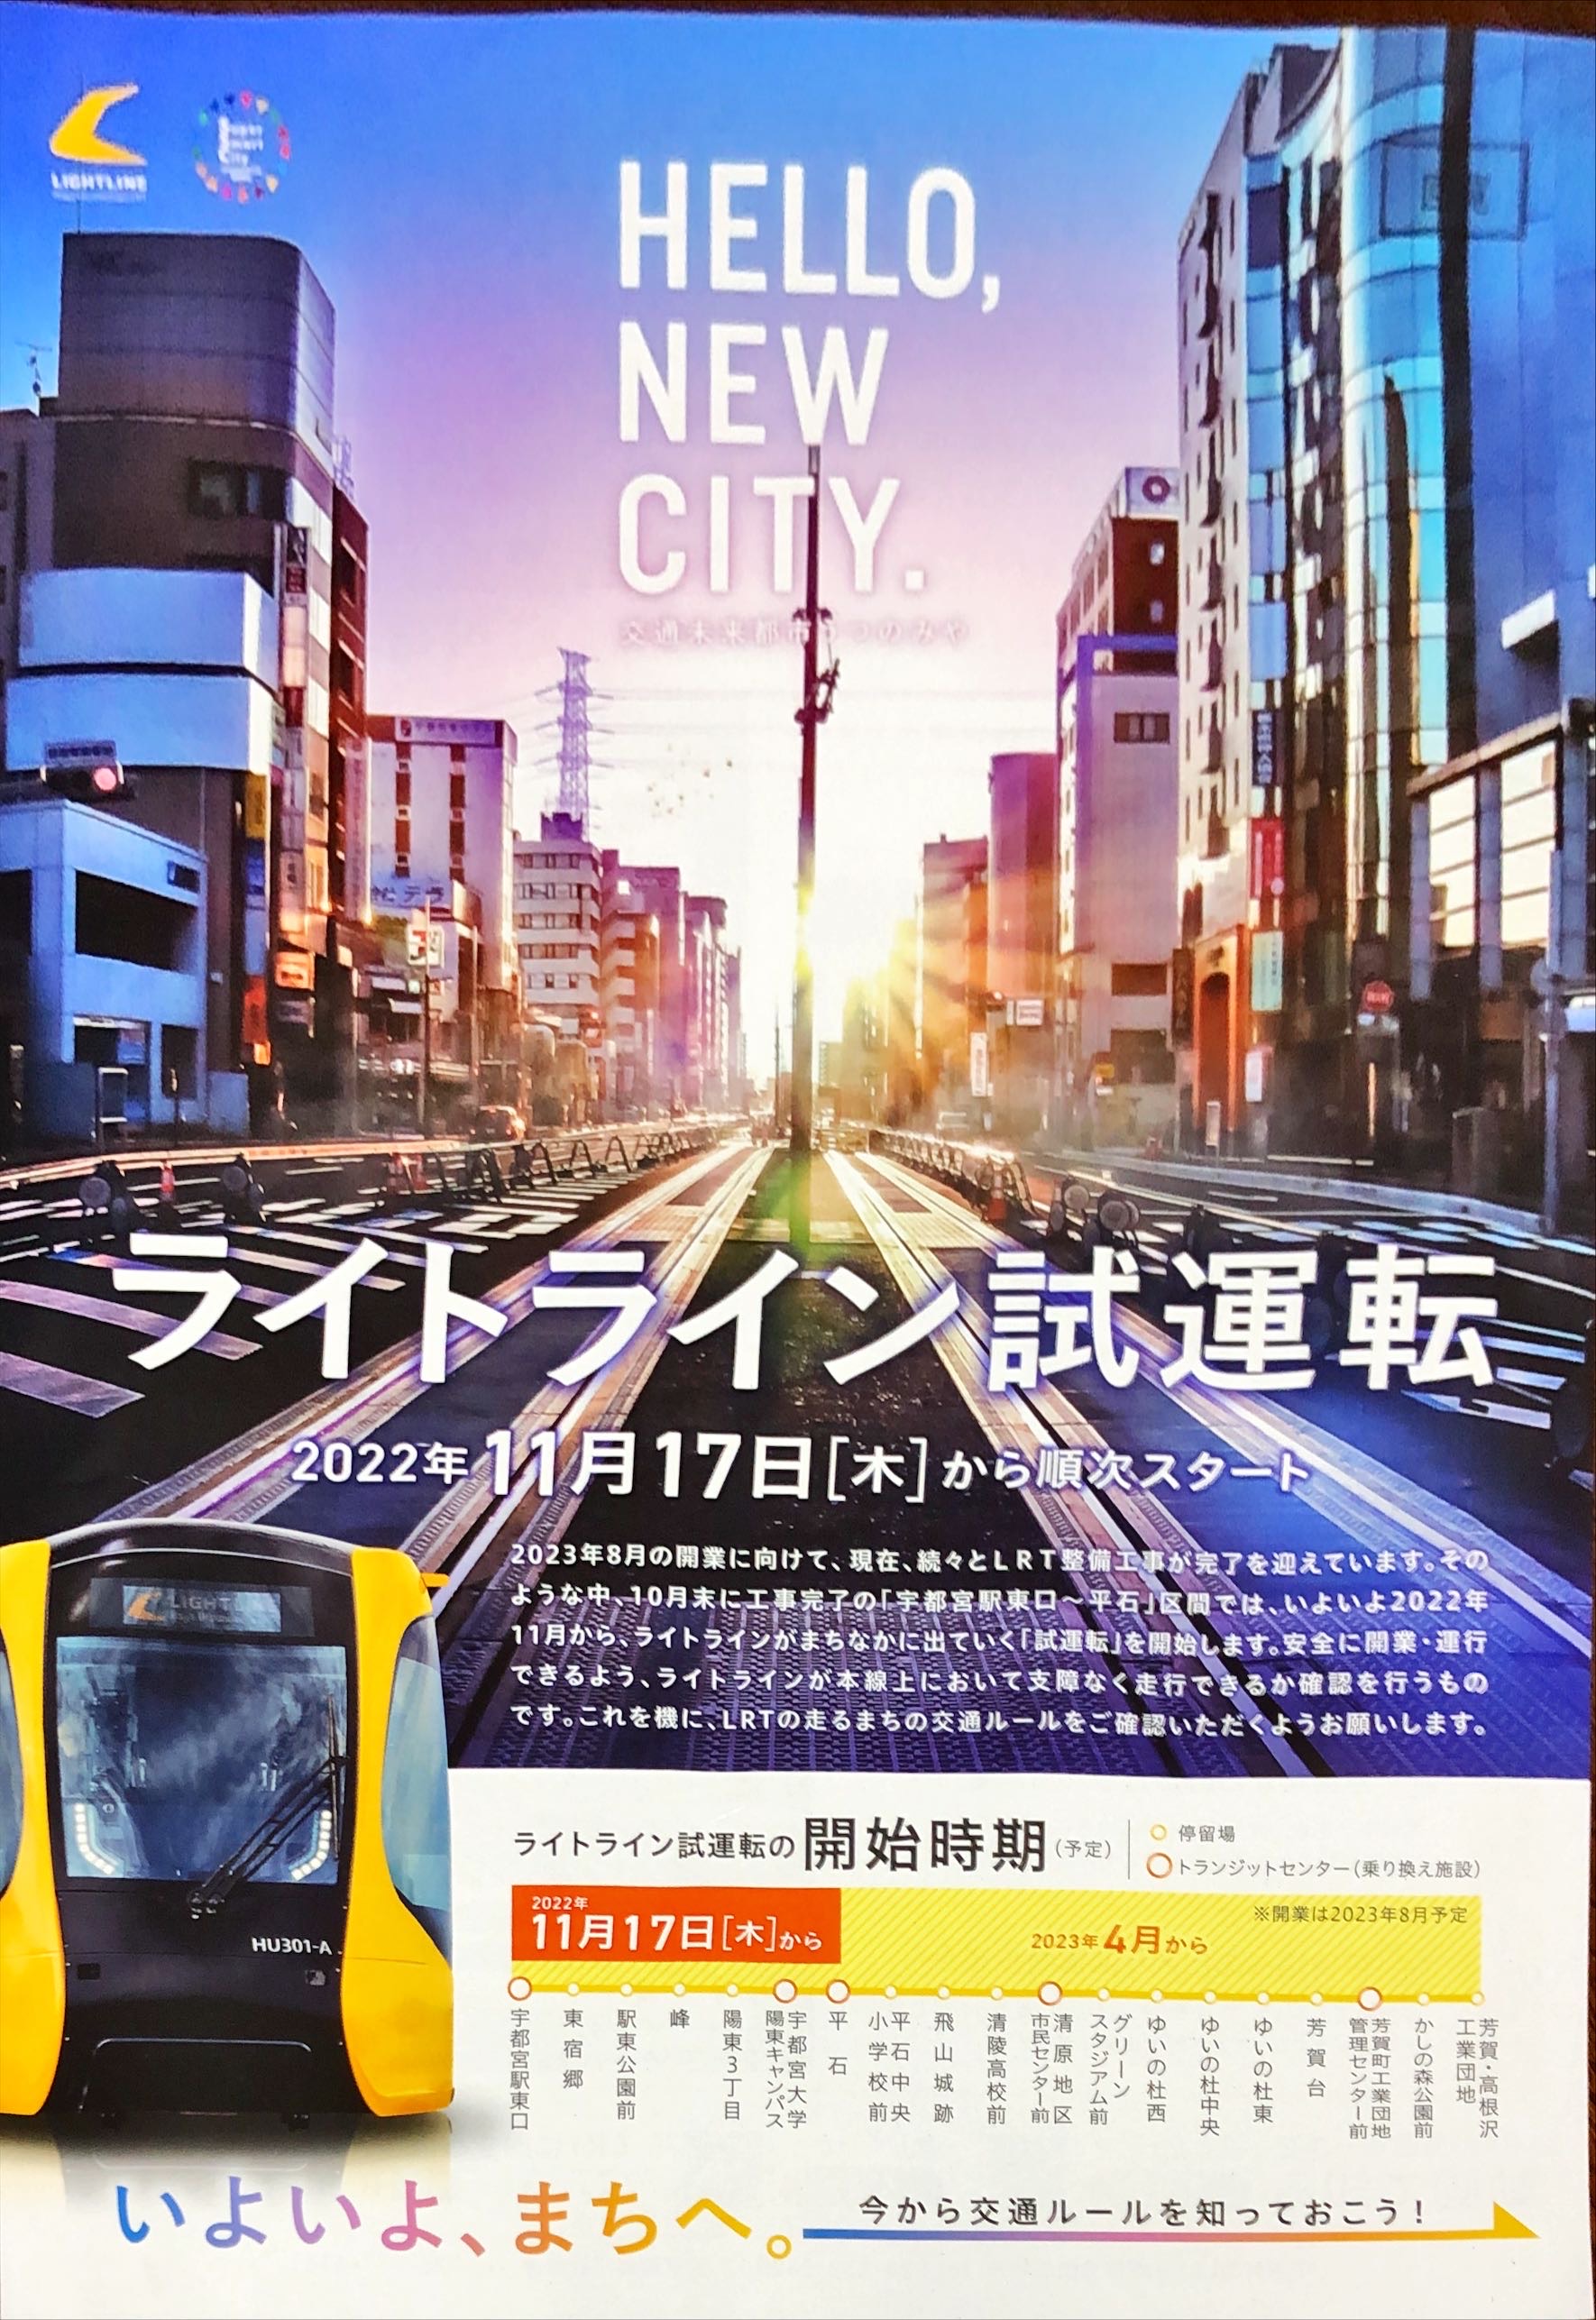 LIGHTLINE
Super
Smart
City
HELLO,
NEW
CITY.
交通未来都市うつのみや
ライトライン試運転
2022年11月17日[木]から順次スタート
2023年8月の開業に向けて、現在、続々とLRT整備工事が完了を迎えています。その
ような中、10月末に工事完了の「宇都宮駅東口～平石」区間では、いよいよ2022年
11月から、ライトラインがまちなかに出ていく「試運転」を開始します。安全に開業・運行
できるよう、ライトラインが本線上において支障なく走行できるか確認を行うもの
です。これを機に、LRTの走るまちの交通ルールをご確認いただくようお願いします。
HU301-A
ライトライン試運転の開始時期(予定)
停留場
トランジットセンター(乗り換え施設)
2022年
11月17日[木]から
※開業は2023年8月予定
2023年4月から
宇都宮駅東口
東宿郷
駅東公園前
峰
陽東3丁目
宇都宮大学
陽東キャンパス
平石
平石中央
小学校前
飛山城跡
清陵高校前
清原地区
市民センター前
グリーン
スタジアム前
ゆいの杜西
ゆいの杜中央
ゆいの杜東
芳賀台
芳賀町工業団地
管理センター前
かしの森公園前
芳賀・高根沢
工業団地
いよいよ、まちへ。
今から交通ルールを知っておこう!